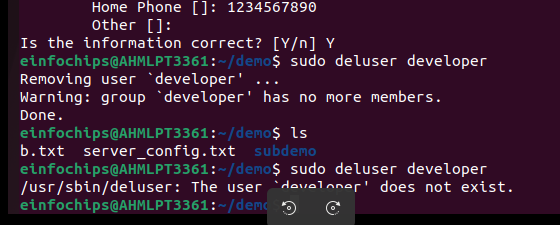 Home Phone []: 1234567890
Other []:
Is the information correct? [Y/n] Y
einfochips@AHMLPT3361:~/demo$ sudo deluser developer
Removing user `developer' ...
Warning: group `developer' has no more members.
Done.
einfochips@AHMLPT3361:~/demo$ ls
b.txt  server_config.txt  subdemo
einfochips@AHMLPT3361:~/demo$ sudo deluser developer
/usr/sbin/deluser: The user `developer' does not exist.
einfochips@AHMLPT3361:~/demo$